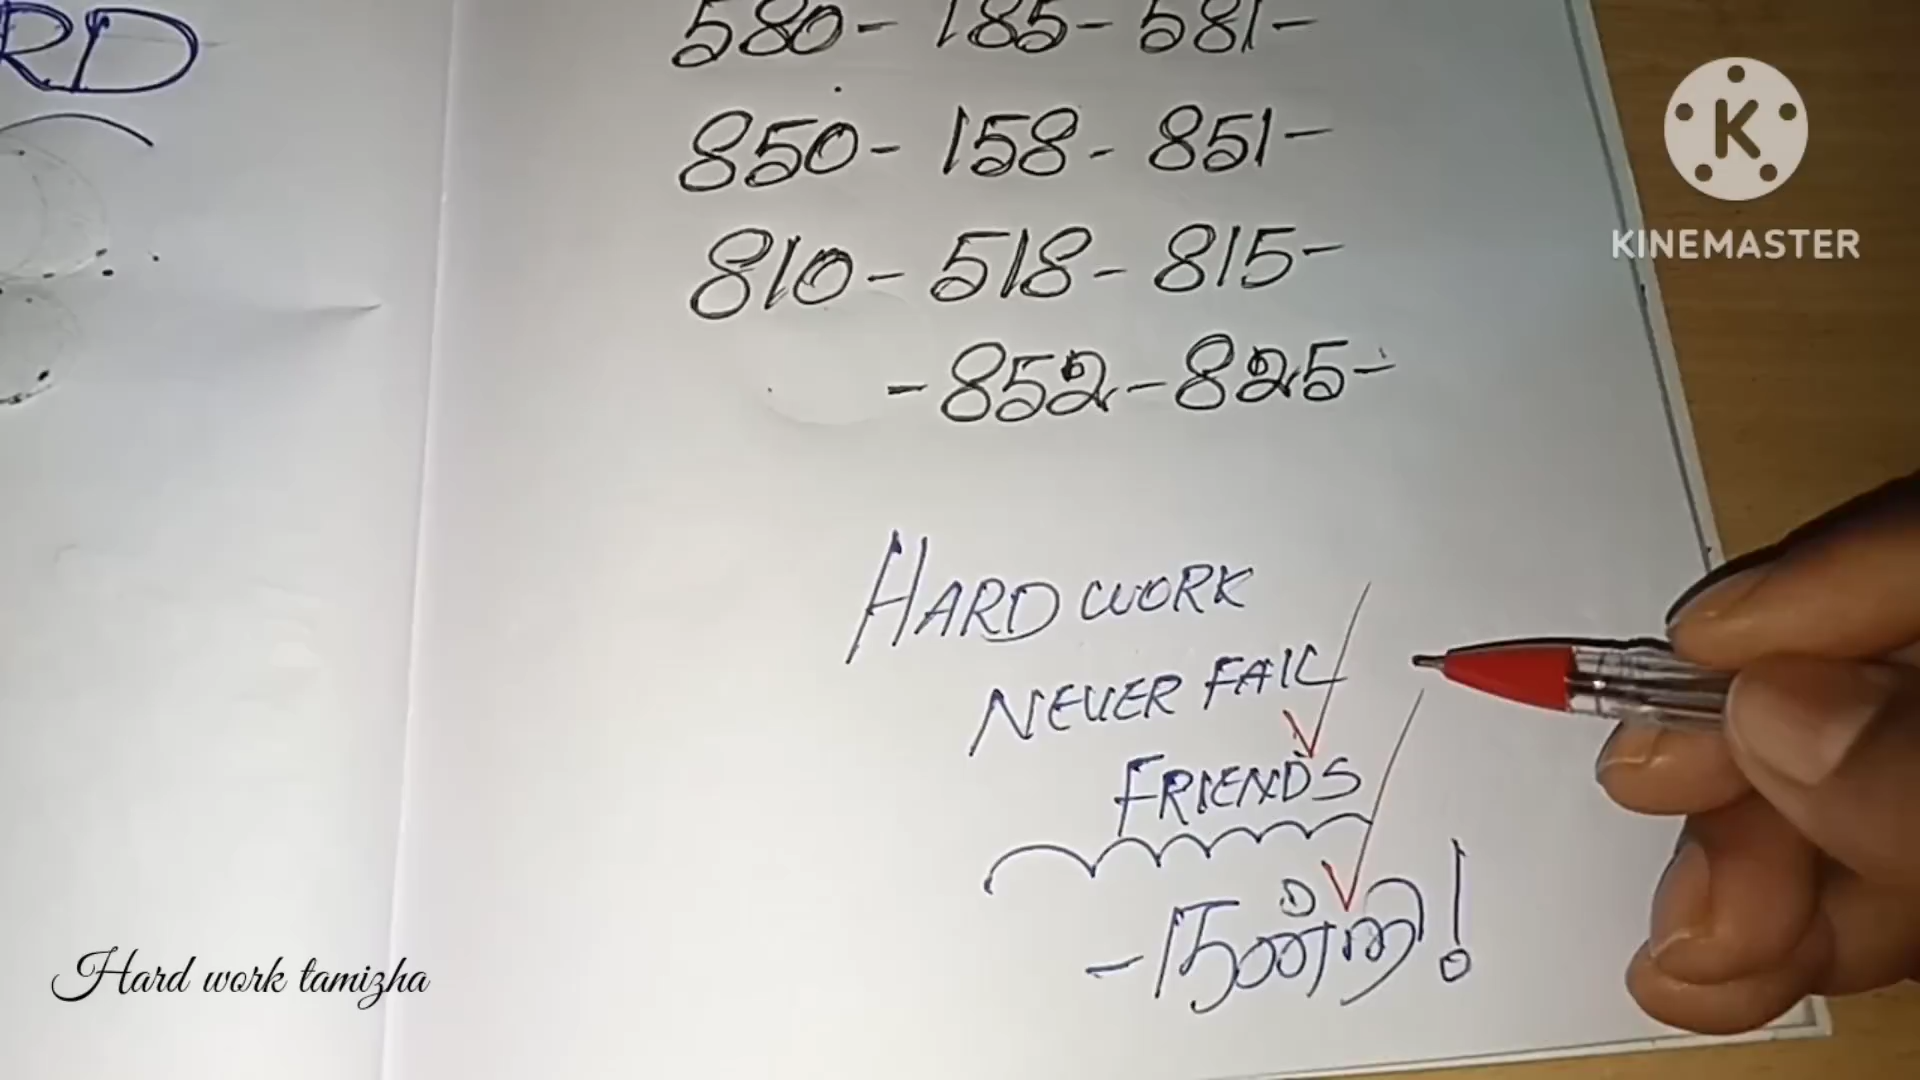 RD
580- 185- 581-
850- 158- 851-
810- 518- 815-
-852-825-
HARD WORK
NEVER FAIL
FRIENDS
-நன்றி!
KINEMASTER
Hard work tamizha